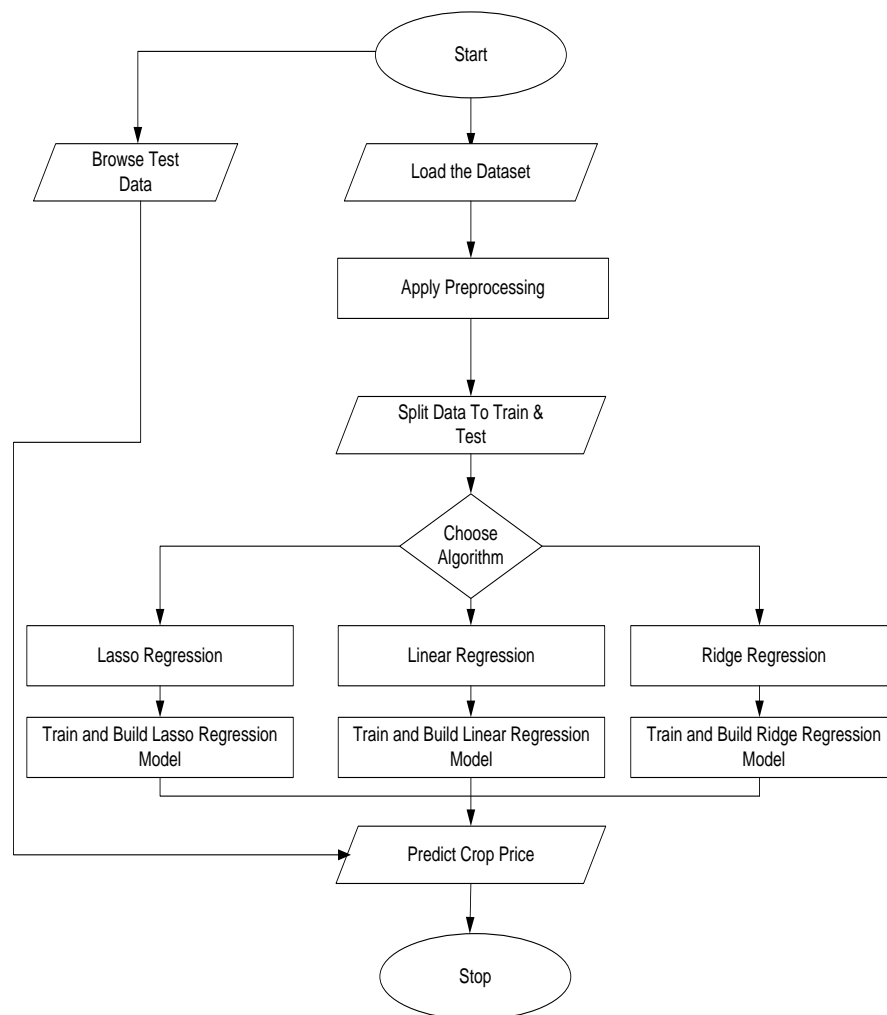 Start
Browse Test
Data
Load the Dataset
Apply Preprocessing
Split Data To Train &
Test
Choose
Algorithm
Lasso Regression
Linear Regression
Ridge Regression
Train and Build Lasso Regression
Model
Train and Build Linear Regression
Model
Train and Build Ridge Regression
Model
Predict Crop Price
Stop